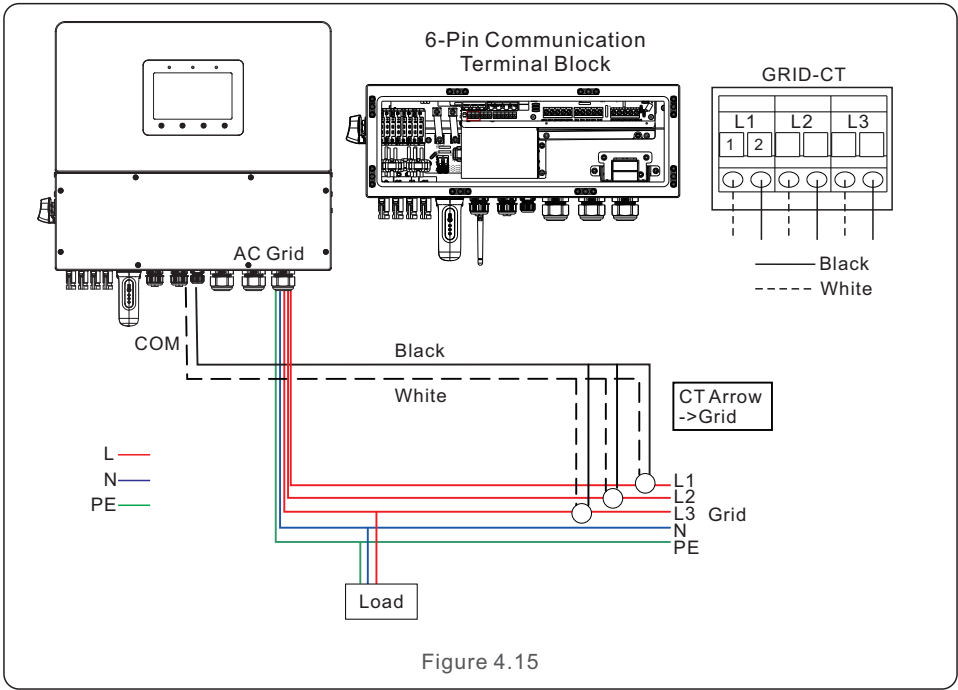 6-Pin Communication
Terminal Block
GRID-CT
L1 L2 L3
1 2
Black
White
AC Grid
COM
Black
White
CT Arrow
->Grid
L
N
PE
L1
L2
L3
N
PE
Grid
Load
Figure 4.15